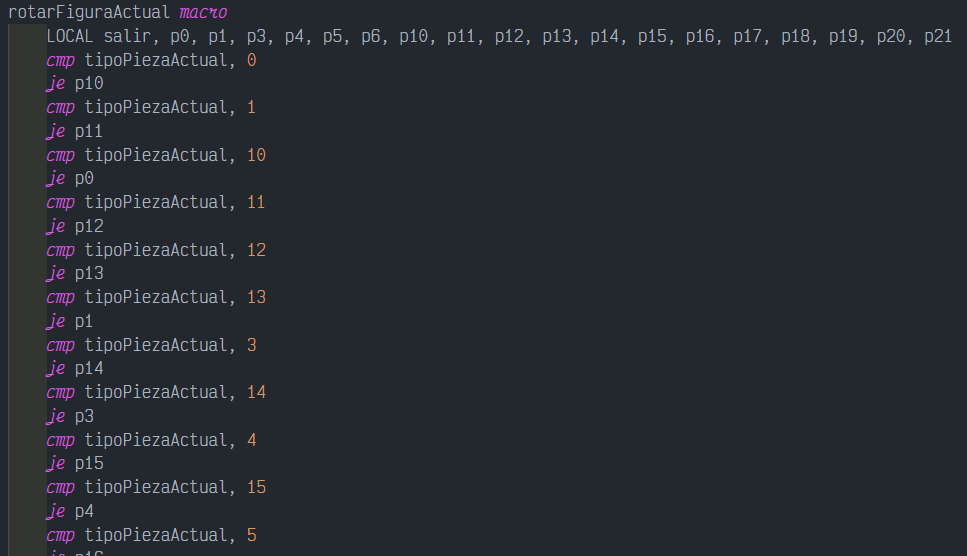 rotarFiguraActual macro
LOCAL salir, p0, p1, p3, p4, p5, p6, p10, p11, p12, p13, p14, p15, p16, p17, p18, p19, p20, p21
cmp tipoPiezaActual, 0
je p10
cmp tipoPiezaActual, 1
je p11
cmp tipoPiezaActual, 10
je p0
cmp tipoPiezaActual, 11
je p12
cmp tipoPiezaActual, 12
je p13
cmp tipoPiezaActual, 13
je p1
cmp tipoPiezaActual, 3
je p14
cmp tipoPiezaActual, 14
je p3
cmp tipoPiezaActual, 4
je p15
cmp tipoPiezaActual, 15
je p4
cmp tipoPiezaActual, 5